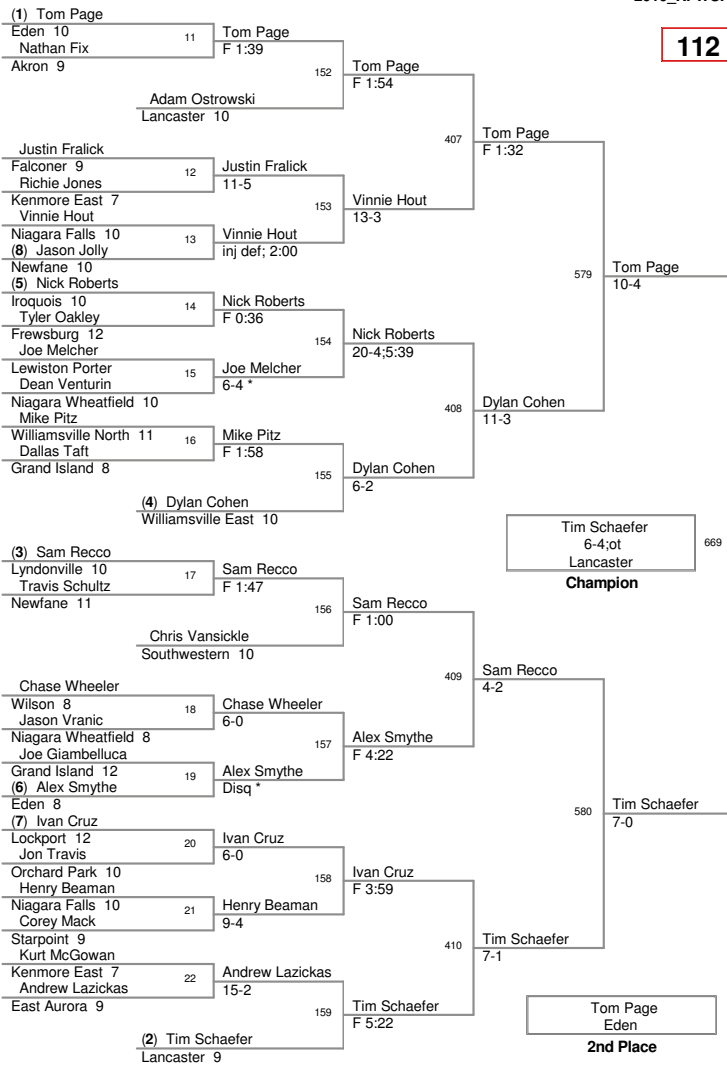 112
(1) Tom Page
Eden 10
Nathan Fix
Akron 9
11
Tom Page
F 1:39
Adam Ostrowski
Lancaster 10
152
Tom Page
F 1:54
Justin Fralick
Falconer 9
Richie Jones
Kenmore East 7
12
Justin Fralick
11-5
Vinnie Hout
Niagara Falls 10
(8) Jason Jolly
Newfane 10
13
Vinnie Hout
inj def; 2:00
153
Vinnie Hout
13-3
407
Tom Page
F 1:32
(5) Nick Roberts
Iroquois 10
Tyler Oakley
Frewsburg 12
14
Nick Roberts
F 0:36
Joe Melcher
Lewiston Porter
Dean Venturin
Niagara Wheatfield 10
15
Joe Melcher
6-4 *
154
Nick Roberts
20-4;5:39
Mike Pitz
Williamsville North 11
Dallas Taft
Grand Island 8
16
Mike Pitz
F 1:58
(4) Dylan Cohen
Williamsville East 10
155
Dylan Cohen
6-2
408
Dylan Cohen
11-3
579
Tom Page
10-4
Tim Schaefer
6-4;ot
Lancaster
669
Champion
(3) Sam Recco
Lyndonville 10
Travis Schultz
Newfane 11
17
Sam Recco
F 1:47
Chris Vansickle
Southwestern 10
156
Sam Recco
F 1:00
Chase Wheeler
Wilson 8
Jason Vranic
Niagara Wheatfield 8
18
Chase Wheeler
6-0
Joe Giambelluca
Grand Island 12
(6) Alex Smythe
Eden 8
19
Alex Smythe
Disq *
157
Alex Smythe
F 4:22
409
Sam Recco
4-2
(7) Ivan Cruz
Lockport 12
Jon Travis
Orchard Park 10
20
Ivan Cruz
6-0
Henry Beaman
Niagara Falls 10
Corey Mack
Starpoint 9
21
Henry Beaman
9-4
158
Ivan Cruz
F 3:59
Kurt McGowan
Kenmore East 7
Andrew Lazickas
East Aurora 9
22
Andrew Lazickas
15-2
(2) Tim Schaefer
Lancaster 9
159
Tim Schaefer
F 5:22
410
Tim Schaefer
7-1
580
Tim Schaefer
7-0
Tom Page
Eden
2nd Place